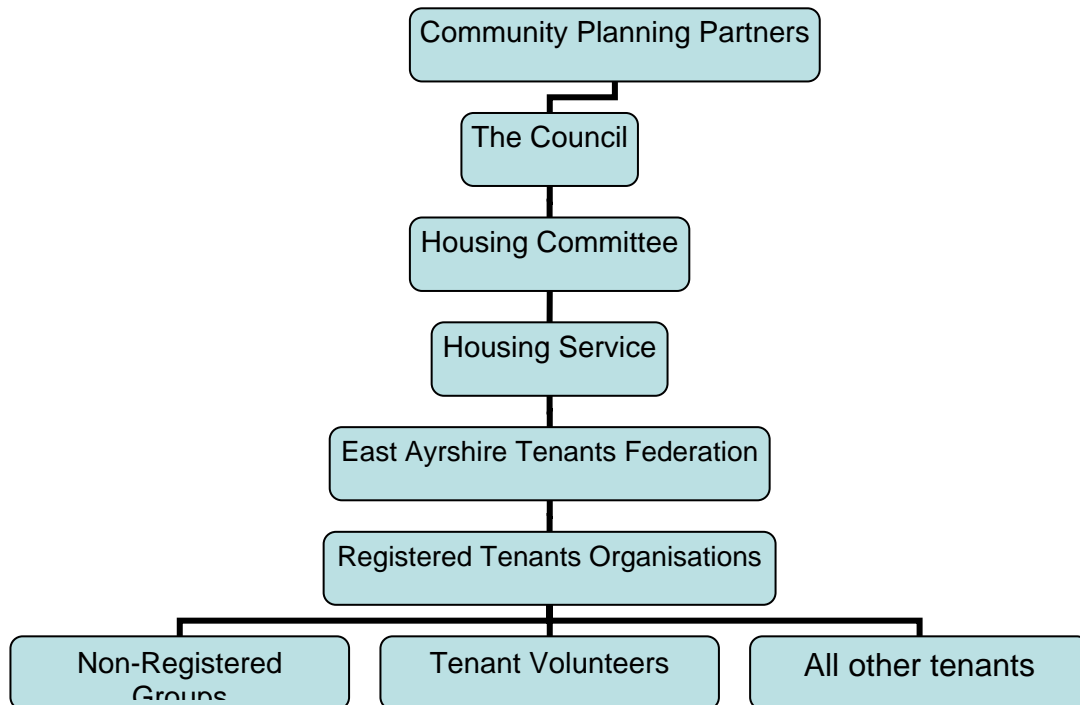 Community Planning Partners
The Council
Housing Committee
Housing Service
East Ayrshire Tenants Federation
Registered Tenants Organisations
Non-Registered
Groups
Tenant Volunteers
All other tenants